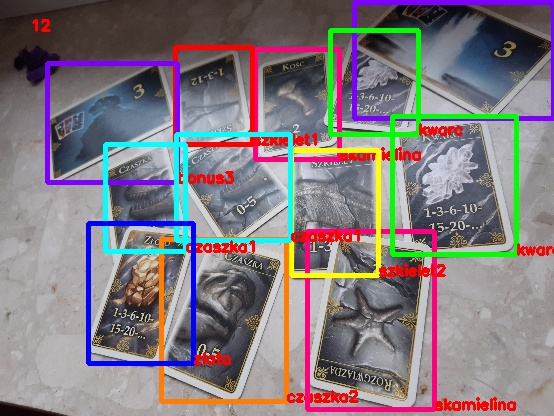 12
3
3
1-3-12
KOŚĆ
1-3-6-10-
15-20-...
szkielet1
skamielina
kwarc
bonus3
CZASZKA
CZASZKA
SZKIELET
0-5
1-3-6-10-
15-20-...
czaszka1
czaszka1
kwarc
szkielet2
1-3
ZŁOTO
1-3-6-10-
15-20-...
złoto
CZASZKA
0-5
czaszka2
ROZGWIAZDA
skamielina